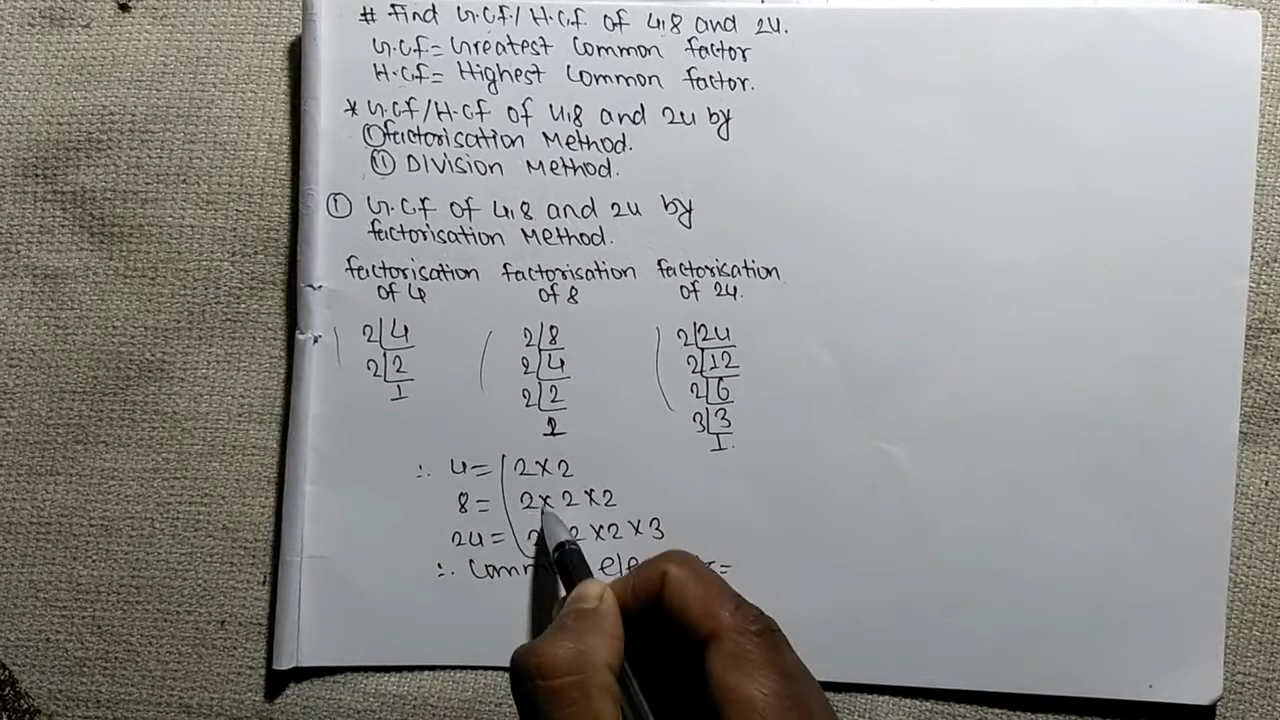 # Find G.C.F/ H.C.F of 4,8 and 24.
G.C.F = Greatest Common factor
H.C.F = Highest Common factor.
* G.C.F/H.C.F of 4,8 and 24 by
(I) factorisation Method.
(II) DIVISION Method.
(I) G.C.F of 4,8 and 24 by
factorisation Method.
factorisation factorisation factorisation
of 4 of 8 of 24.
2|4 2|8 2|24
2|2 2|4 2|12
1 2|2 2|6
1 3|3
1.
∴ 4 = 2×2
8 = 2×2×2
24 = 2 2×2×3
∴ =